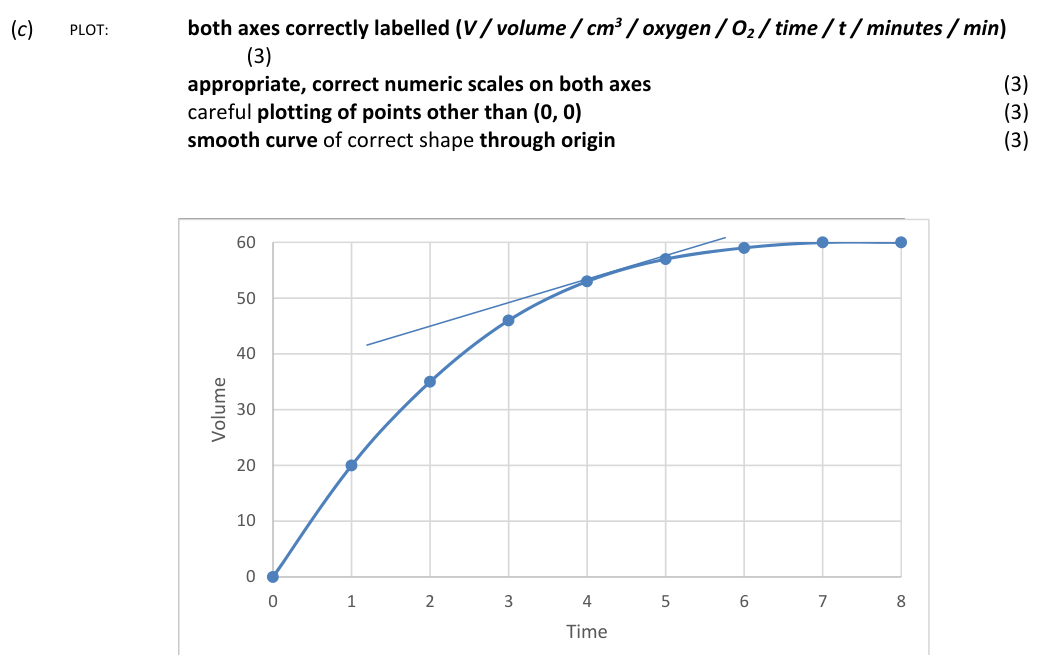 (c) PLOT: both axes correctly labelled (V / volume / cm³ / oxygen / O₂ / time / t / minutes / min)
(3)
appropriate, correct numeric scales on both axes (3)
careful plotting of points other than (0, 0) (3)
smooth curve of correct shape through origin (3)
60
50
40
30
20
10
0
Volume
0 1 2 3 4 5 6 7 8
Time